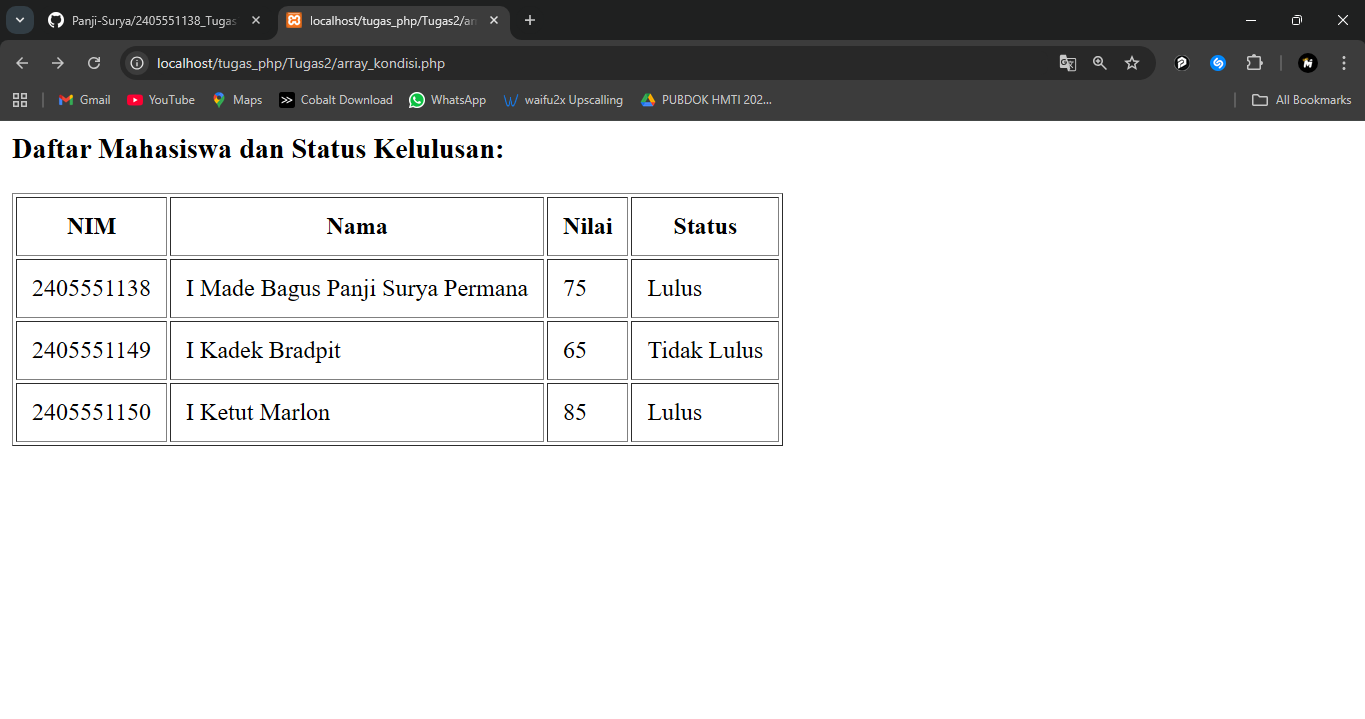 Panji-Surya/2405551138_Tugas
localhost/tugas_php/Tugas2/arr
localhost/tugas_php/Tugas2/array_kondisi.php
Gmail YouTube Maps Cobalt Download WhatsApp waifu2x Upscalling PUBDOK HMTI 202... All Bookmarks
Daftar Mahasiswa dan Status Kelulusan:
NIM Nama Nilai Status
2405551138 I Made Bagus Panji Surya Permana 75 Lulus
2405551149 I Kadek Bradpit 65 Tidak Lulus
2405551150 I Ketut Marlon 85 Lulus